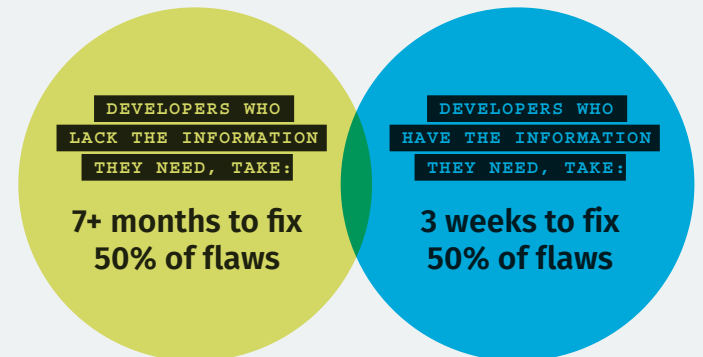 DEVELOPERS WHO
LACK THE INFORMATION
THEY NEED, TAKE:
7+ months to fix
50% of flaws
DEVELOPERS WHO
HAVE THE INFORMATION
THEY NEED, TAKE:
3 weeks to fix
50% of flaws